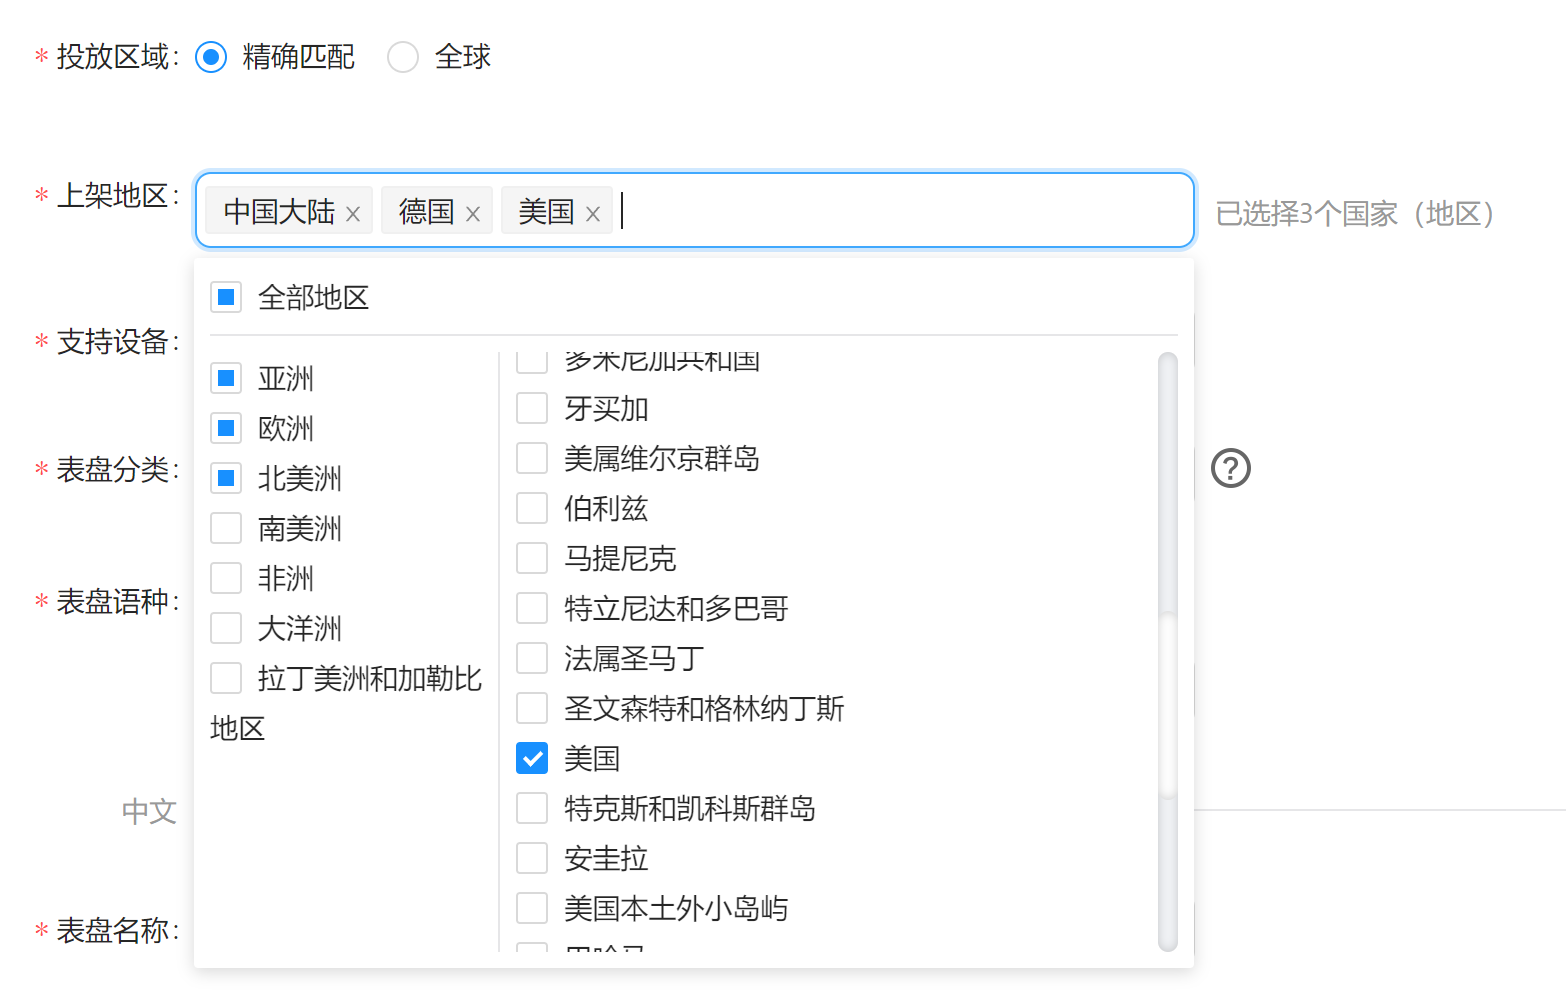 * 投放区域: 精确匹配 全球
* 上架地区: 中国大陆 x 德国 x 美国 x 已选择3个国家（地区）
全部地区
* 支持设备:
* 表盘分类:
* 表盘语种:
中文
* 表盘名称:
亚洲
欧洲
北美洲
南美洲
非洲
大洋洲
拉丁美洲和加勒比
地区
多米尼加共和国
牙买加
美属维尔京群岛
伯利兹
马提尼克
特立尼达和多巴哥
法属圣马丁
圣文森特和格林纳丁斯
美国
特克斯和凯科斯群岛
安圭拉
美国本土外小岛屿
巴哈马
?